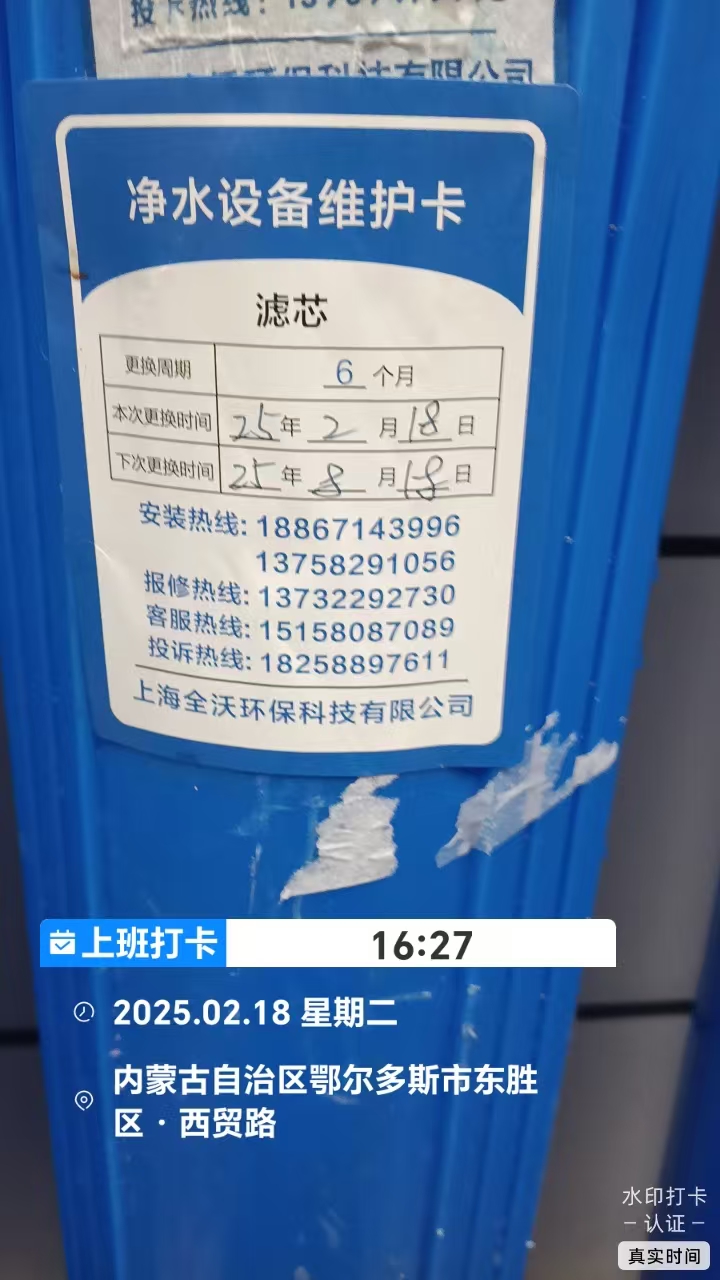 净水设备维护卡
滤芯
更换周期 6 个月
本次更换时间 25年 2 月 18 日
下次更换时间 25年 8 月 18 日
安装热线: 18867143996
13758291056
报修热线: 13732292730
客服热线: 15158087089
投诉热线: 18258897611
上海全沃环保科技有限公司
上班打卡 16:27
2025.02.18 星期二
内蒙古自治区鄂尔多斯市东胜
区·西贸路
水印打卡
－认证－
真实时间